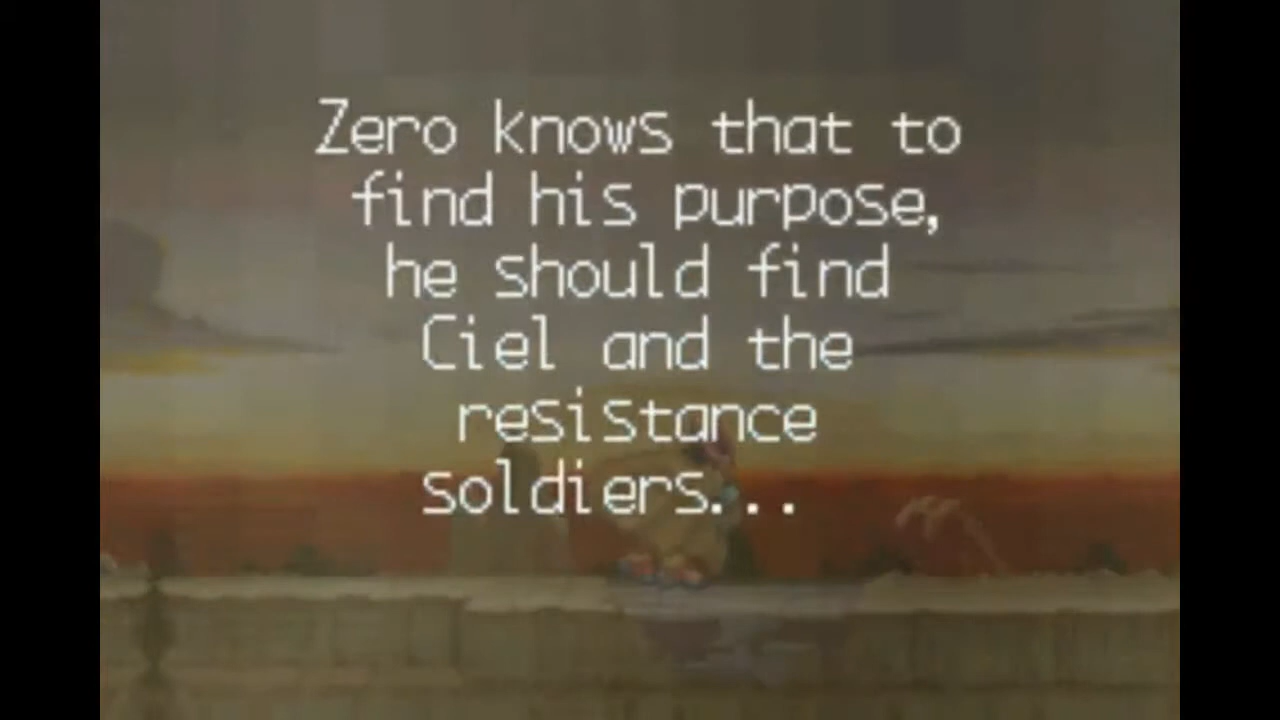 Zero knows that to
find his purpose,
he should find
Ciel and the
resistance
soldiers...